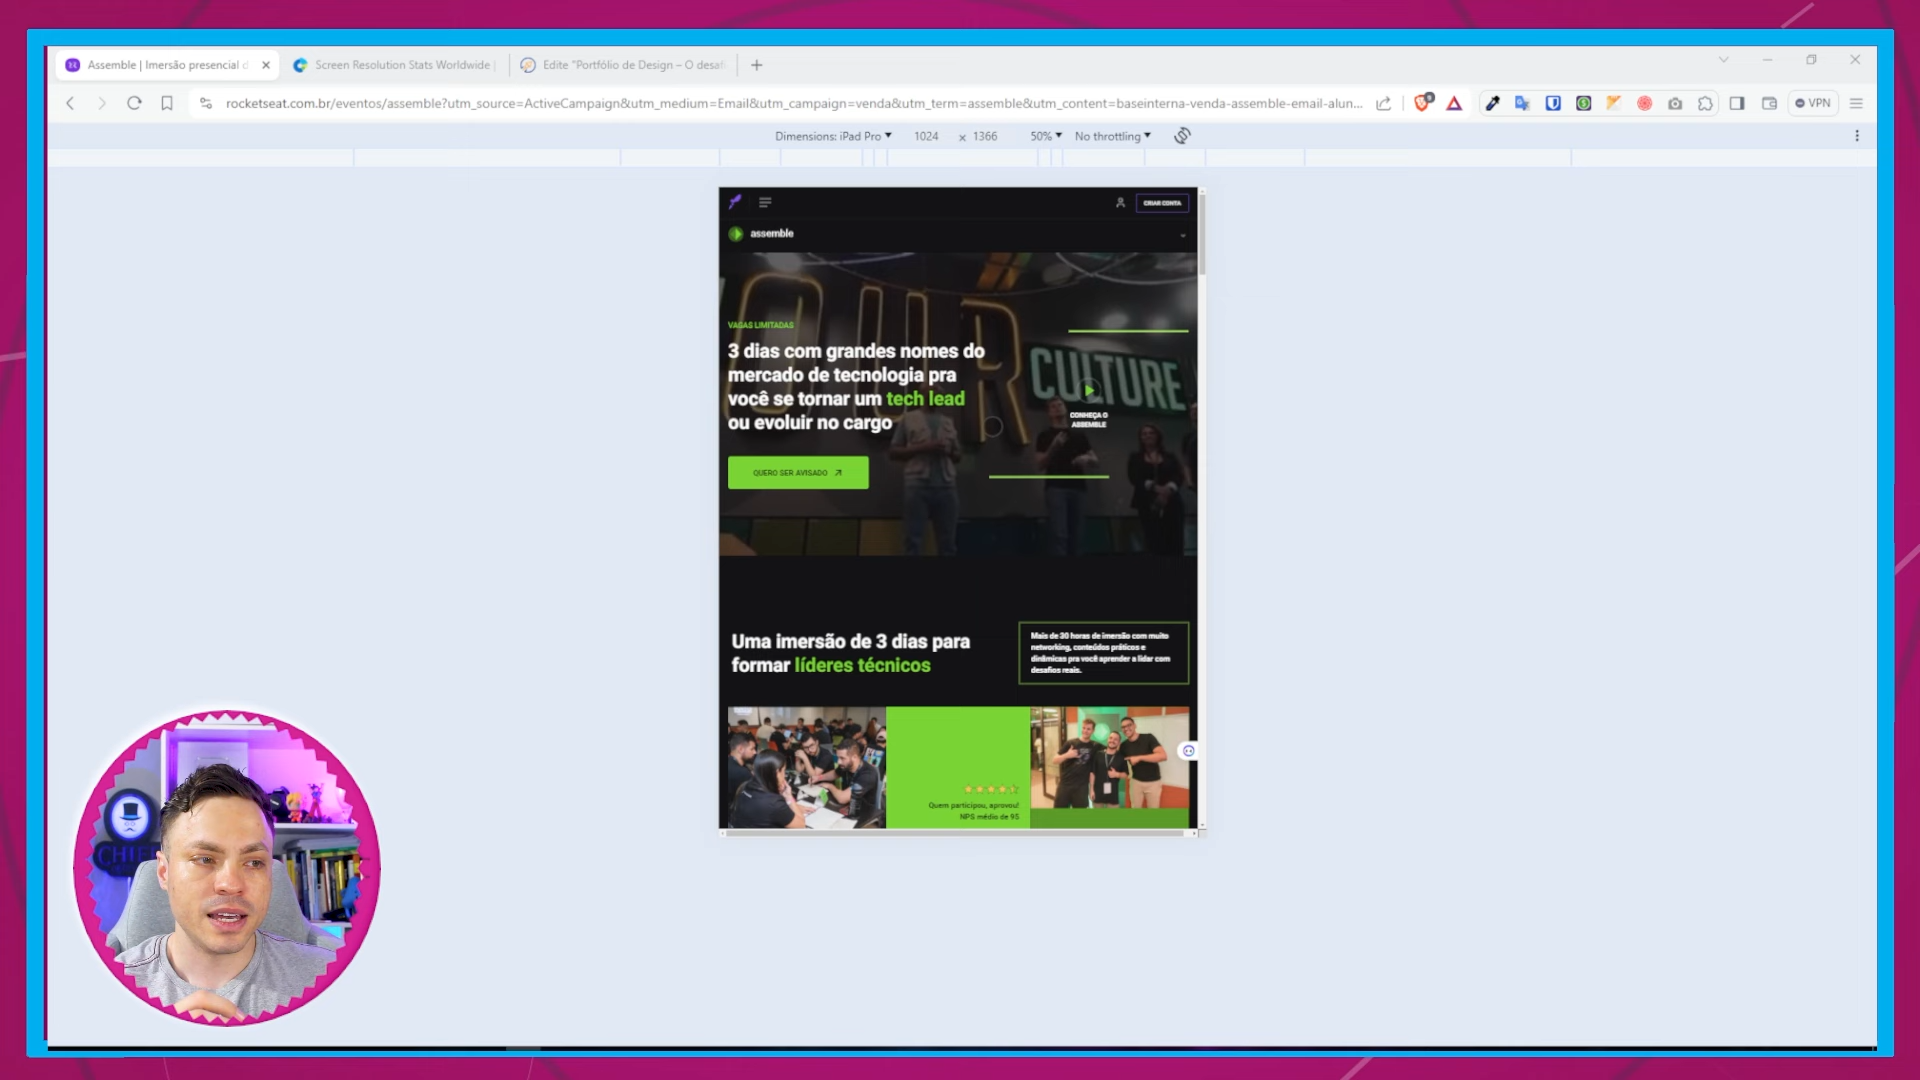 Assemble | Imersão presencial d
Screen Resolution Stats Worldwide |
Edite "Portfólio de Design – O desaf
rocketseat.com.br/eventos/assemble?utm_source=ActiveCampaign&utm_medium=Email&utm_campaign=venda&utm_term=assemble&utm_content=baseinterna-venda-assemble-email-alun...
9
VPN
Dimensions: iPad Pro
1024 x 1366
50%
No throttling
CRIAR CONTA
assemble
OUR
CULTURE
VAGAS LIMITADAS
3 dias com grandes nomes do
mercado de tecnologia pra
você se tornar um tech lead
ou evoluir no cargo
CONHEÇA O
ASSEMBLE
QUERO SER AVISADO
Uma imersão de 3 dias para
formar líderes técnicos
Mais de 30 horas de imersão com muito
networking, conteúdos práticos e
dinâmicas pra você aprender a lidar com
desafios reais.
Quem participou, aprovou!
NPS médio de 95
CHIEF